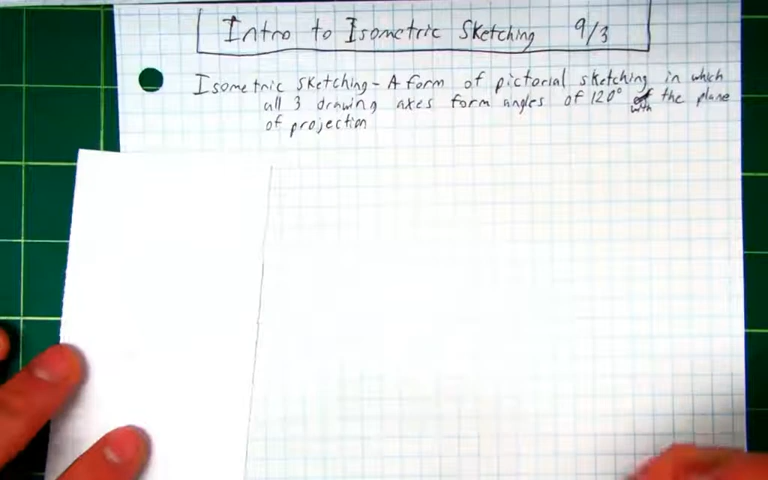 Intro to Isometric Sketching 9/3
Isometric sketching - A form of pictorial sketching in which
all 3 drawing axes form angles of 120° with the plane
of projection